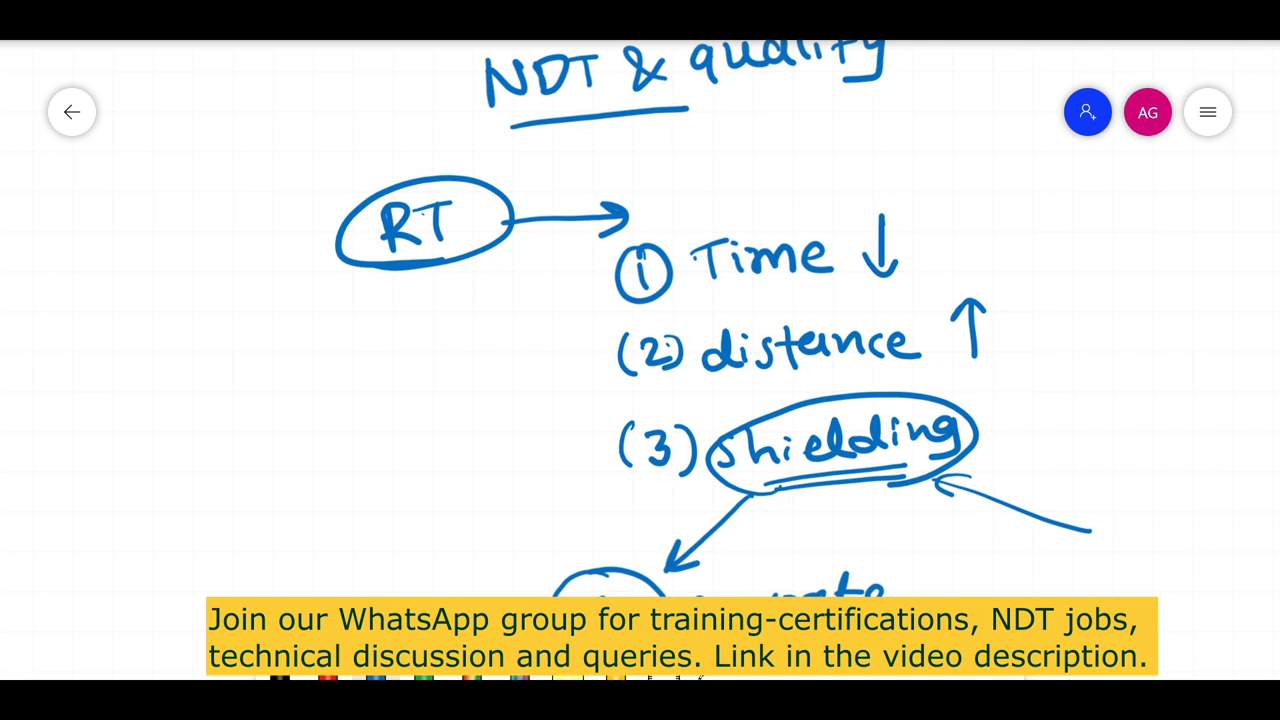 NDT & quality
AG
RT
(1) Time ↓
(2) distance ↑
(3) shielding
Join our WhatsApp group for training-certifications, NDT jobs,
technical discussion and queries. Link in the video description.